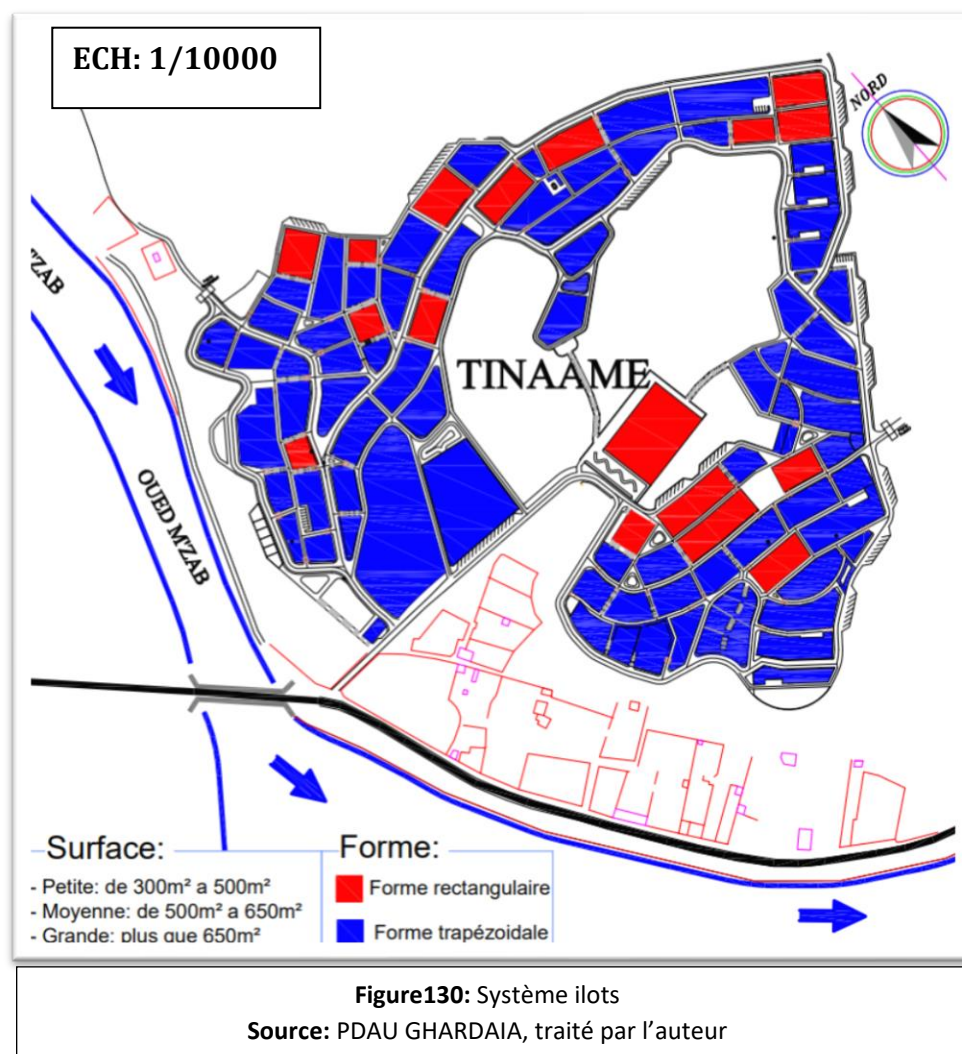 ECH: 1/10000
NORD
TINAAME
OUED M'ZAB
Surface:
- Petite: de 300m² a 500m²
- Moyenne: de 500m² a 650m²
- Grande: plus que 650m²
Forme:
Forme rectangulaire
Forme trapézoidale
Figure130: Système ilots
Source: PDAU GHARDAIA, traité par l'auteur